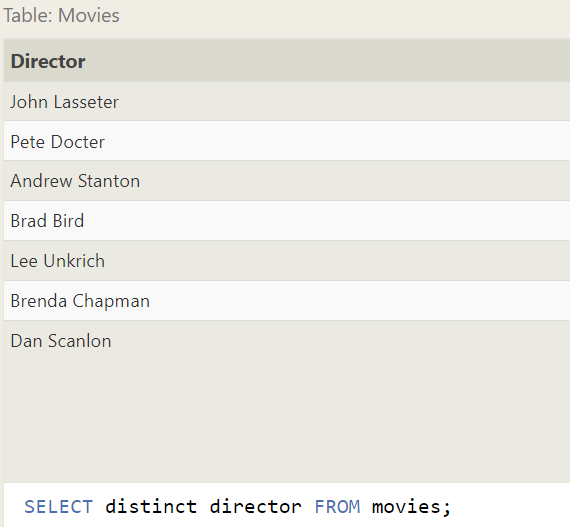 Table: Movies
Director
John Lasseter
Pete Docter
Andrew Stanton
Brad Bird
Lee Unkrich
Brenda Chapman
Dan Scanlon
SELECT distinct director FROM movies;